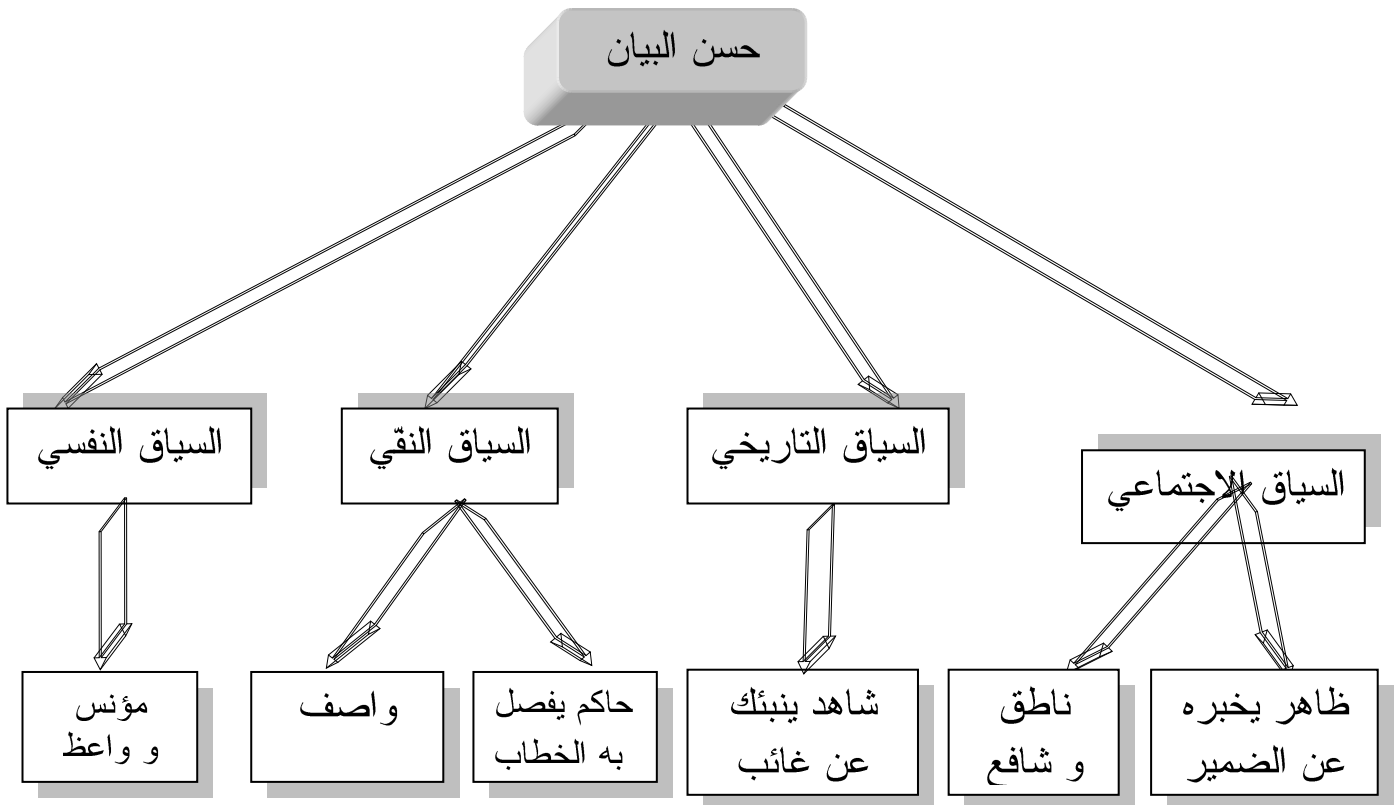 حسن البيان
السياق الاجتماعي
السياق التاريخي
السياق النفّي
السياق النفسي
ظاهر يخبره
عن الضمير
ناطق
و شافع
شاهد ينبئك
عن غائب
حاكم يفصل
به الخطاب
واصف
مؤنس
و واعظ